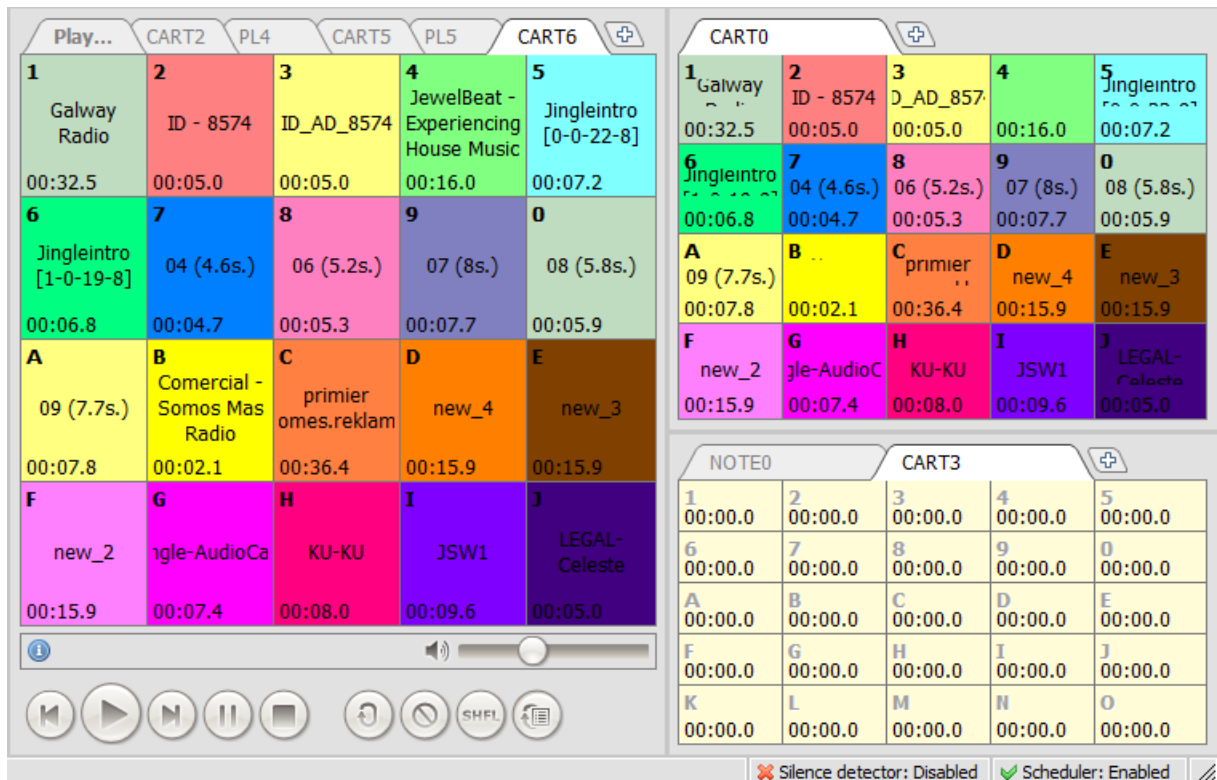 Play... CART2 PL4 CART5 PL5 CART6
1 2 3 4 5
Galway Radio
ID - 8574
ID_AD_8574
JewelBeat - Experiencing House Music
Jingleintro [0-0-22-8]
00:32.5 00:05.0 00:05.0 00:16.0 00:07.2
6 7 8 9 0
Jingleintro [1-0-19-8]
04 (4.6s.) 06 (5.2s.) 07 (8s.) 08 (5.8s.)
00:06.8 00:04.7 00:05.3 00:07.7 00:05.9
A B C D E
09 (7.7s.)
Comercial - Somos Mas Radio
primier omes.reklam
new_4 new_3
00:07.8 00:02.1 00:36.4 00:15.9 00:15.9
F G H I J
new_2 ngle-AudioCa KU-KU JSW1
LEGAL-Celeste
00:15.9 00:07.4 00:08.0 00:09.6 00:05.0
SHFL
CART0
1 2 3 4 5
Galway ID - 8574 D_AD_857 Jingleintro
00:32.5 00:05.0 00:05.0 00:16.0 00:07.2
6 7 8 9 0
Jingleintro 04 (4.6s.) 06 (5.2s.) 07 (8s.) 08 (5.8s.)
00:06.8 00:04.7 00:05.3 00:07.7 00:05.9
A B C D E
09 (7.7s.) primier new_4 new_3
00:07.8 00:02.1 00:36.4 00:15.9 00:15.9
F G H I J
new_2 gle-AudioC KU-KU JSW1 LEGAL-
00:15.9 00:07.4 00:08.0 00:09.6 00:05.0
NOTE0 CART3
1 2 3 4 5
00:00.0 00:00.0 00:00.0 00:00.0 00:00.0
6 7 8 9 0
00:00.0 00:00.0 00:00.0 00:00.0 00:00.0
A B C D E
00:00.0 00:00.0 00:00.0 00:00.0 00:00.0
F G H I J
00:00.0 00:00.0 00:00.0 00:00.0 00:00.0
K L M N O
00:00.0 00:00.0 00:00.0 00:00.0 00:00.0
Silence detector: Disabled Scheduler: Enabled